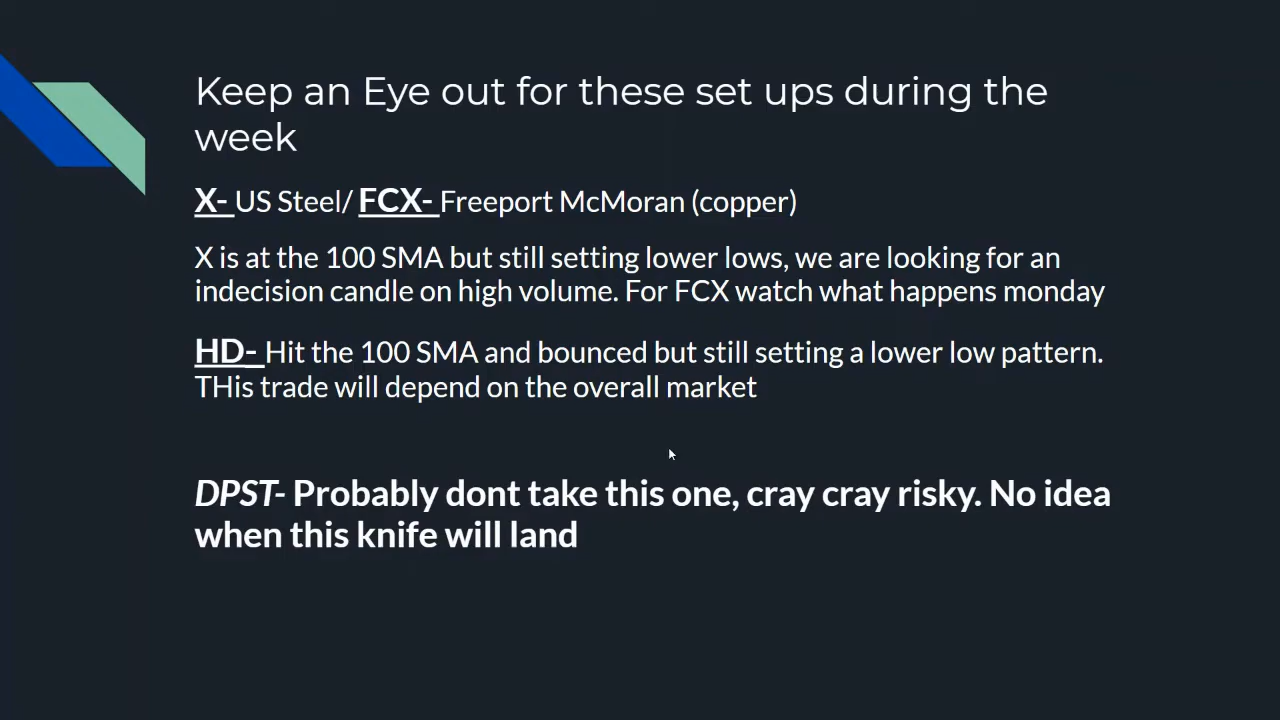 Keep an Eye out for these set ups during the
week
X- US Steel/ FCX- Freeport McMoran (copper)
X is at the 100 SMA but still setting lower lows, we are looking for an
indecision candle on high volume. For FCX watch what happens monday
HD- Hit the 100 SMA and bounced but still setting a lower low pattern.
THis trade will depend on the overall market
DPST- Probably dont take this one, cray cray risky. No idea
when this knife will land